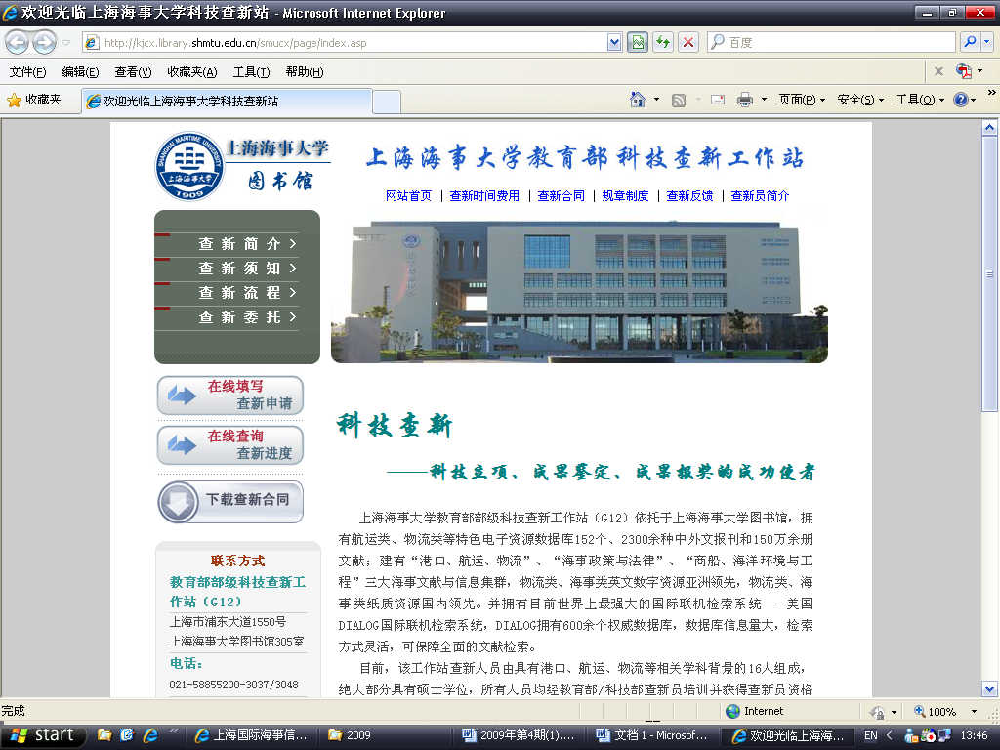 欢迎光临上海海事大学科技查新站 - Microsoft Internet Explorer
http://kjcx.library.shmtu.edu.cn/smucx/page/index.asp
百度
文件(F) 编辑(E) 查看(V) 收藏夹(A) 工具(T) 帮助(H)
收藏夹
欢迎光临上海海事大学科技查新站
页面(P) 安全(S) 工具(O)
SHANGHAI MARITIME UNIVERSITY
上海海事大学
1909
上海海事大学
图书馆
上海海事大学教育部科技查新工作站
网站首页 | 查新时间费用 | 查新合同 | 规章制度 | 查新反馈 | 查新员简介
查新简介 >
查新须知 >
查新流程 >
查新委托 >
在线填写
查新申请
在线查询
查新进度
下载查新合同
联系方式
教育部部级科技查新工
作站（G12）
上海市浦东大道1550号
上海海事大学图书馆305室
电话：
021-58855200-3037/3048
科技查新
——科技立项、成果鉴定、成果报奖的成功使者
上海海事大学教育部部级科技查新工作站（G12）依托于上海海事大学图书馆，拥
有航运类、物流类等特色电子资源数据库152个、2300余种中外文报刊和150万余册
文献；建有“港口、航运、物流”、“海事政策与法律”、“商船、海洋环境与工
程”三大海事文献与信息集群，物流类、海事类英文数字资源亚洲领先，物流类、海
事类纸质资源国内领先。并拥有目前世界上最强大的国际联机检索系统——美国
DIALOG国际联机检索系统，DIALOG拥有600余个权威数据库，数据库信息量大，检索
方式灵活，可保障全面的文献检索。
目前，该工作站查新人员由具有港口、航运、物流等相关学科背景的16人组成，
绝大部分具有硕士学位，所有人员均经教育部/科技部查新员培训并获得查新员资格
完成
Internet
100%
start
上海国际海事信...
2009
2009年第4期(1)....
文档 1 - Microsof...
欢迎光临上海海...
EN
13:46